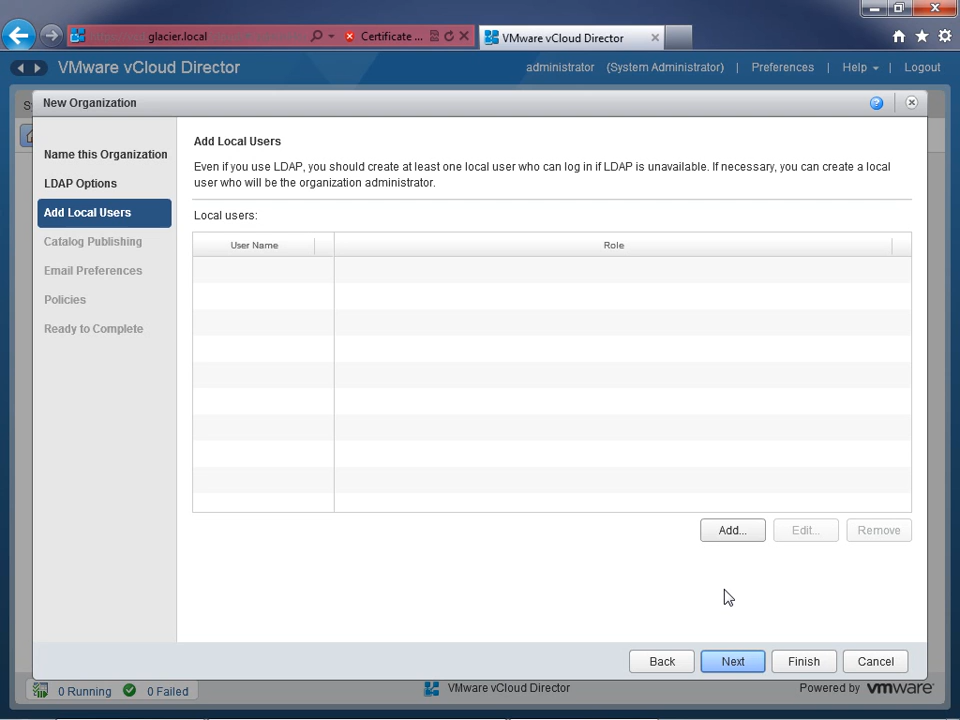 glacier.local
Certificate ...
VMware vCloud Director
VMware vCloud Director
administrator (System Administrator) | Preferences | Help | Logout
New Organization
Name this Organization
LDAP Options
Add Local Users
Catalog Publishing
Email Preferences
Policies
Ready to Complete
Add Local Users
Even if you use LDAP, you should create at least one local user who can log in if LDAP is unavailable. If necessary, you can create a local
user who will be the organization administrator.
Local users:
User Name Role
Add... Edit... Remove
Back Next Finish Cancel
0 Running 0 Failed
VMware vCloud Director
Powered by vmware